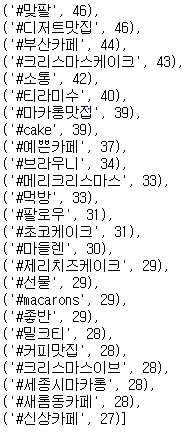 ('#맞팔', 46),
('#디저트맛집', 46),
('#부산카페', 44),
('#크리스마스케이크', 43),
('#소통', 42),
('#티라미수', 40),
('#마카롱맛집', 39),
('#cake', 39),
('#예쁜카페', 37),
('#브라우니', 34),
('#메리크리스마스', 33),
('#먹방', 33),
('#팔로우', 31),
('#초코케이크', 31),
('#마들렌', 30),
('#제리치즈케이크', 29),
('#선물', 29),
('#macarons', 29),
('#종반', 29),
('#밀크티', 28),
('#커피맛집', 28),
('#크리스마스이브', 28),
('#세종시마카롱', 28),
('#새롬동카페', 28),
('#신상카페', 27)]